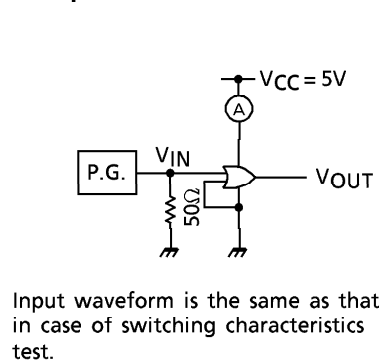 VCC = 5V
A
VIN
P.G.
VOUT
50Ω
Input waveform is the same as that
in case of switching characteristics
test.